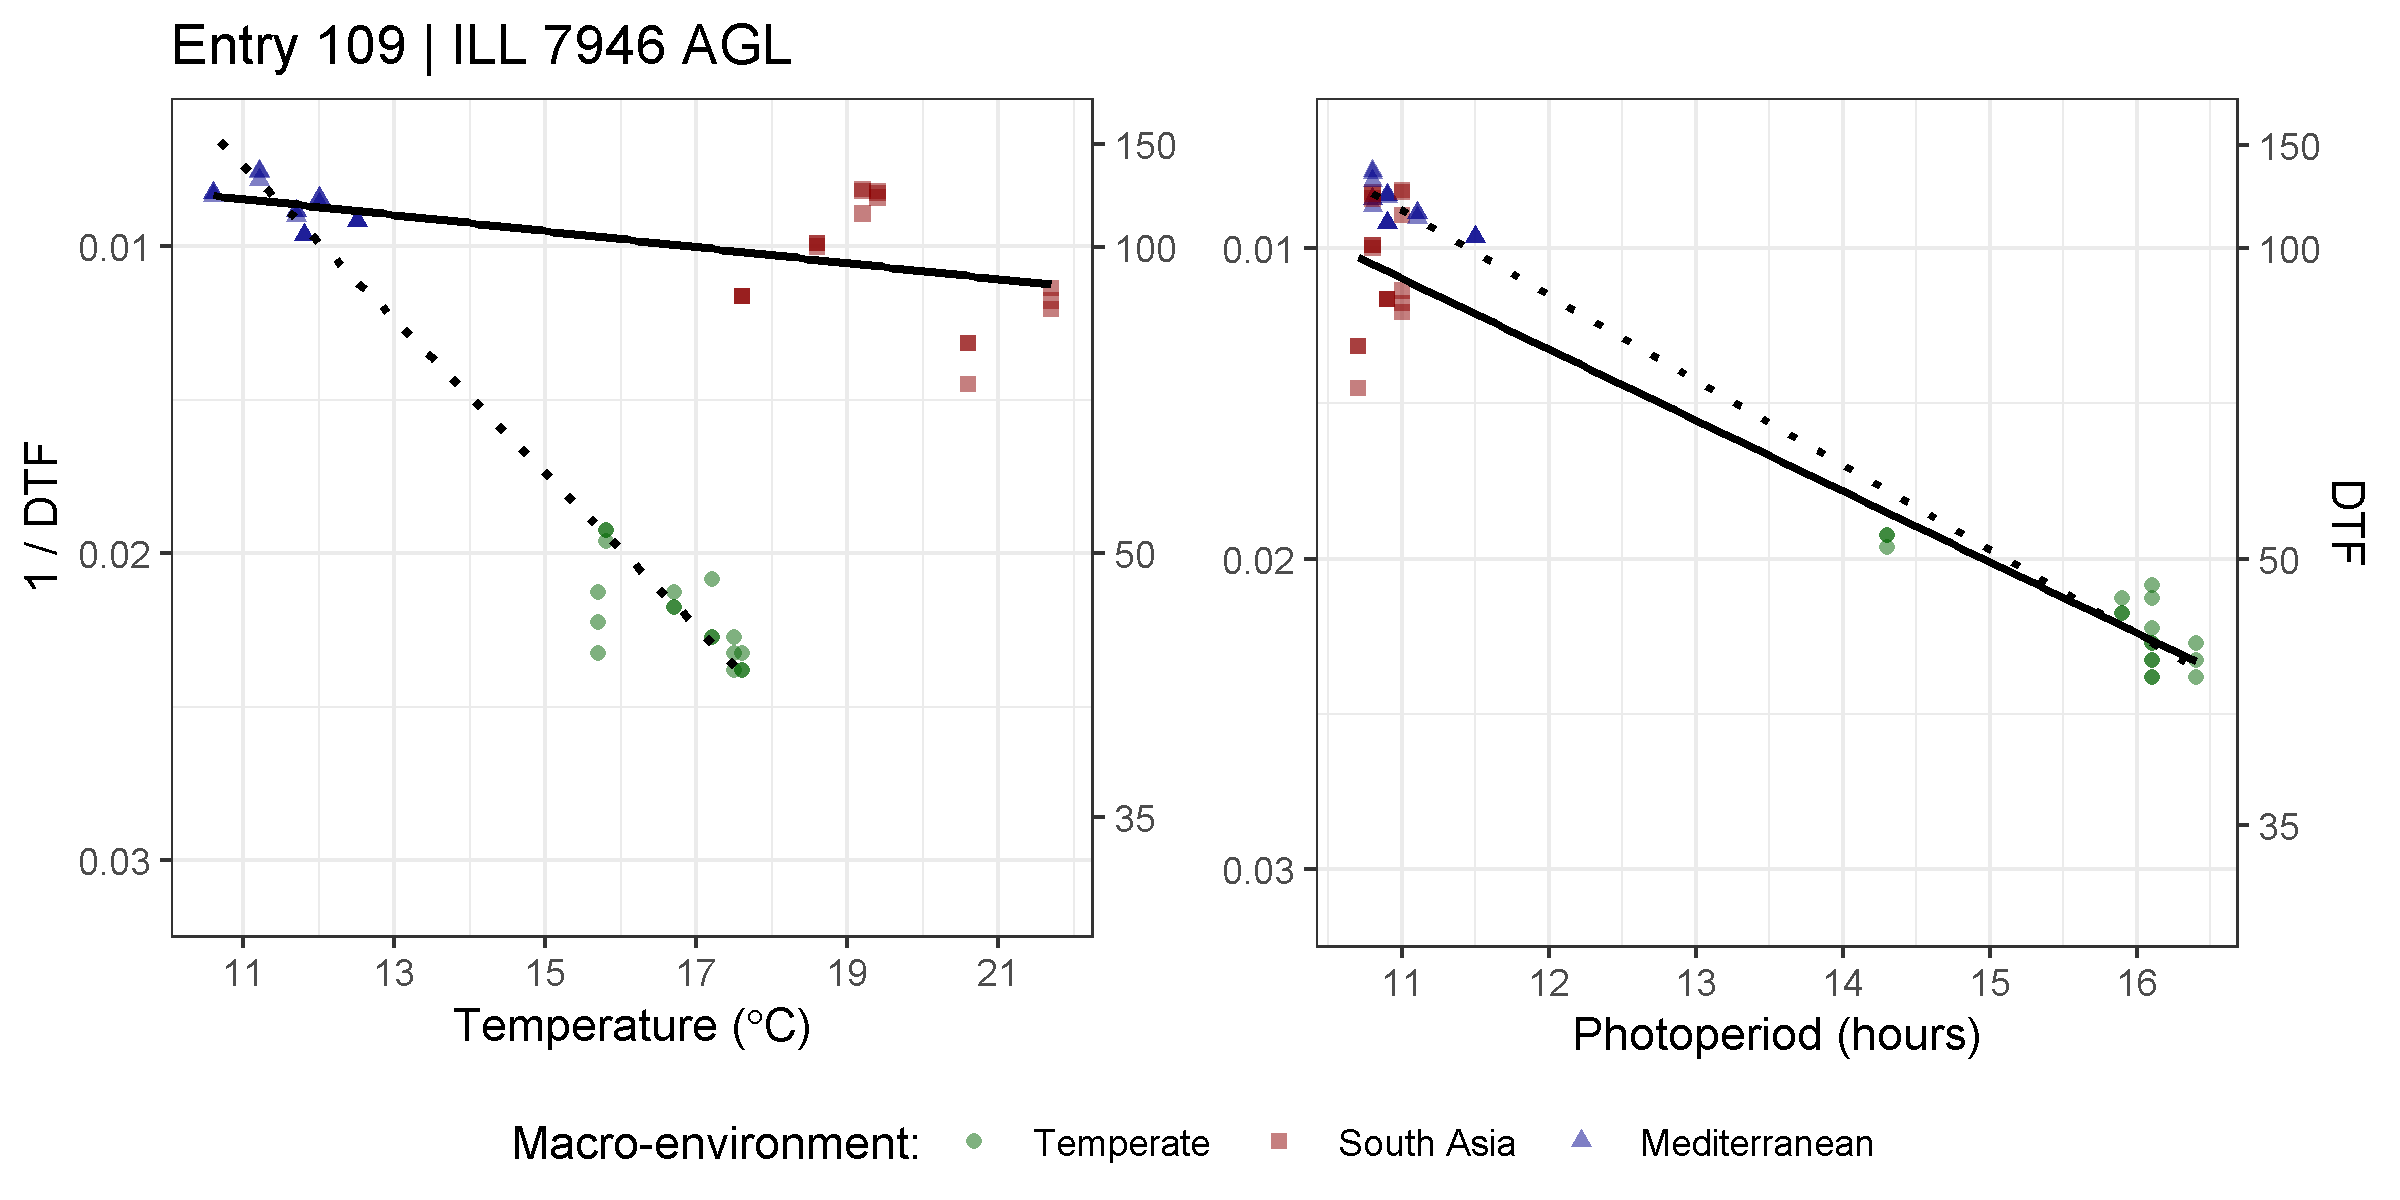 Entry 109 | ILL 7946 AGL
1 / DTF
0.01
0.02
0.03
150
100
50
35
11 13 15 17 19 21
Temperature (°C)
0.01
0.02
0.03
150
100
50
35
DTF
11 12 13 14 15 16
Photoperiod (hours)
Macro-environment: Temperate South Asia Mediterranean